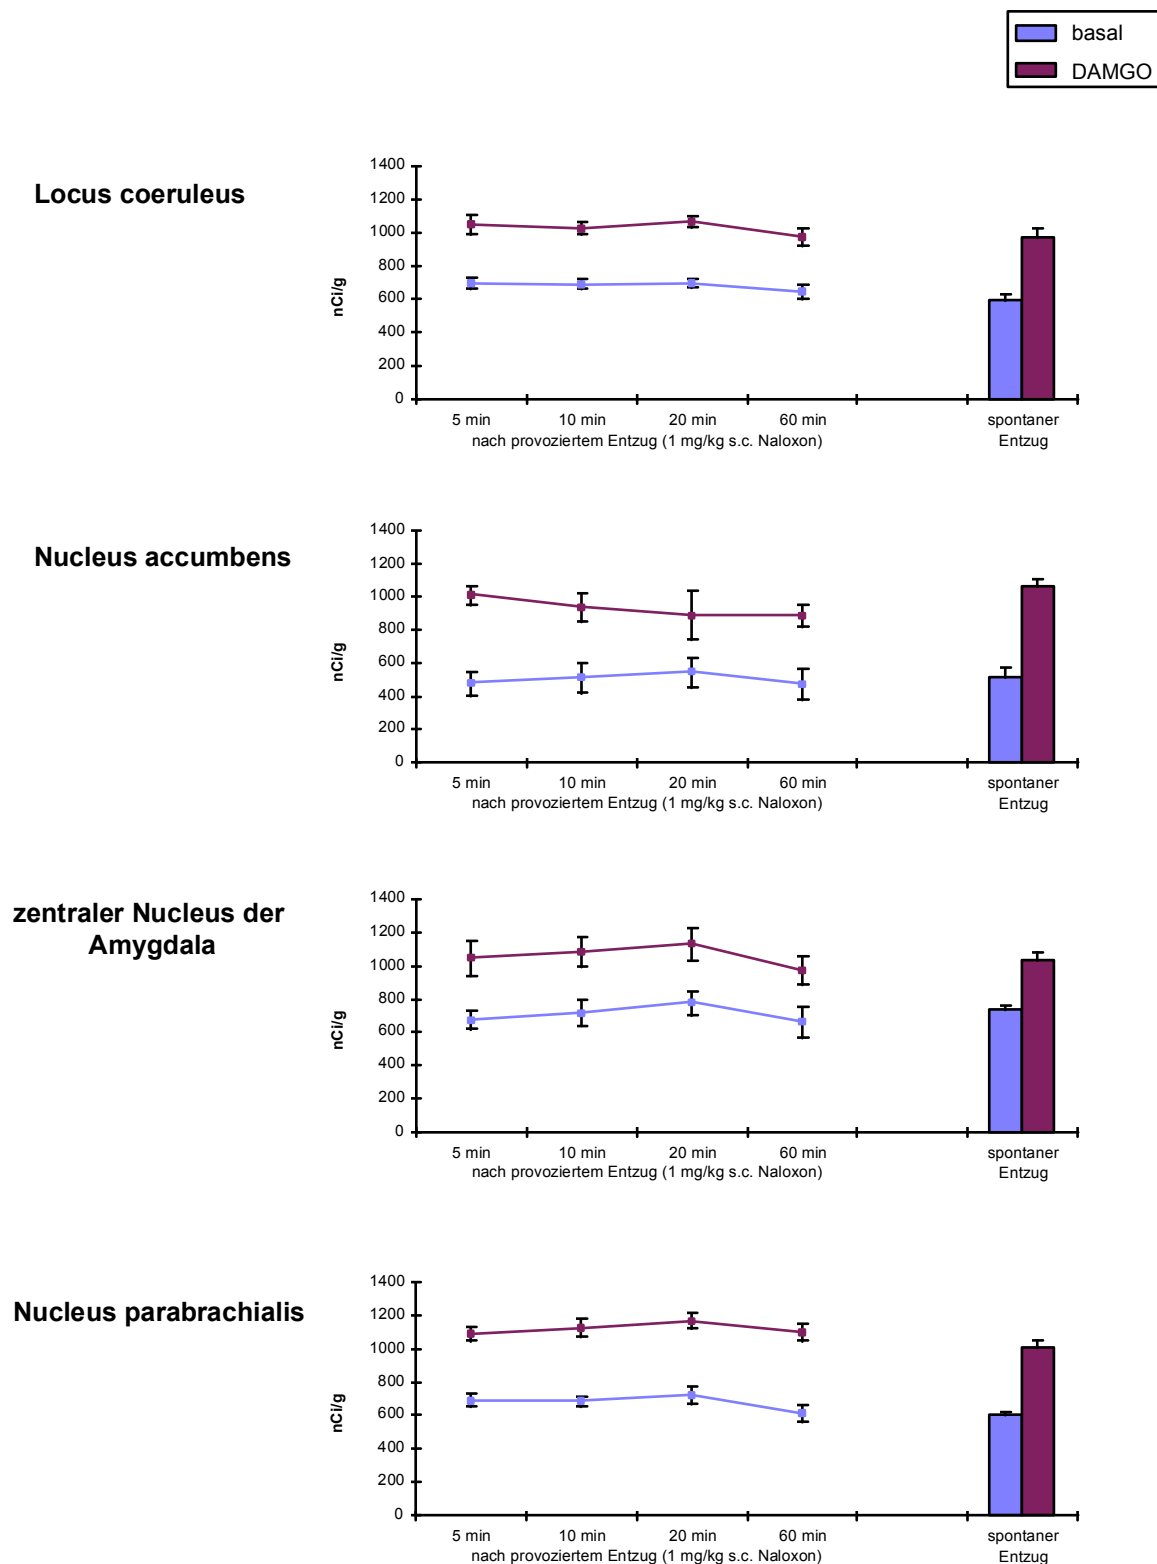 basal
DAMGO
Locus coeruleus
1400
1200
1000
800
600
400
200
0
nCi/g
5 min 10 min 20 min 60 min spontaner
nach provoziertem Entzug (1 mg/kg s.c. Naloxon) Entzug
Nucleus accumbens
1400
1200
1000
800
600
400
200
0
nCi/g
5 min 10 min 20 min 60 min spontaner
nach provoziertem Entzug (1 mg/kg s.c. Naloxon) Entzug
zentraler Nucleus der
Amygdala
1400
1200
1000
800
600
400
200
0
nCi/g
5 min 10 min 20 min 60 min spontaner
nach provoziertem Entzug (1 mg/kg s.c. Naloxon) Entzug
Nucleus parabrachialis
1400
1200
1000
800
600
400
200
0
nCi/g
5 min 10 min 20 min 60 min spontaner
nach provoziertem Entzug (1 mg/kg s.c. Naloxon) Entzug